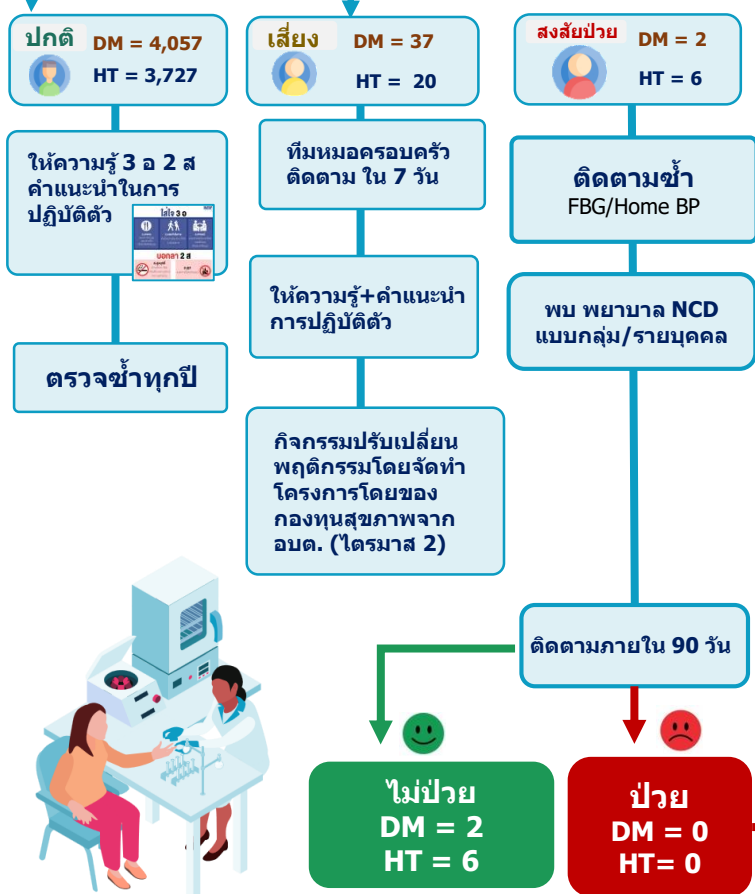 ปกติ
DM = 4,057
HT = 3,727
ให้ความรู้ 3 อ 2 ส
คำแนะนำในการ
ปฏิบัติตัว
ใส่ใจ 3 อ
บอกลา 2 ส
ตรวจซ้ำทุกปี
เสี่ยง
DM = 37
HT = 20
ทีมหมอครอบครัว
ติดตาม ใน 7 วัน
ให้ความรู้+คำแนะนำ
การปฏิบัติตัว
กิจกรรมปรับเปลี่ยน
พฤติกรรมโดยจัดทำ
โครงการโดยของ
กองทุนสุขภาพจาก
อบต. (ไตรมาส 2)
สงสัยป่วย
DM = 2
HT = 6
ติดตามซ้ำ
FBG/Home BP
พบ พยาบาล NCD
แบบกลุ่ม/รายบุคคล
ติดตามภายใน 90 วัน
ไม่ป่วย
DM = 2
HT = 6
ป่วย
DM = 0
HT= 0